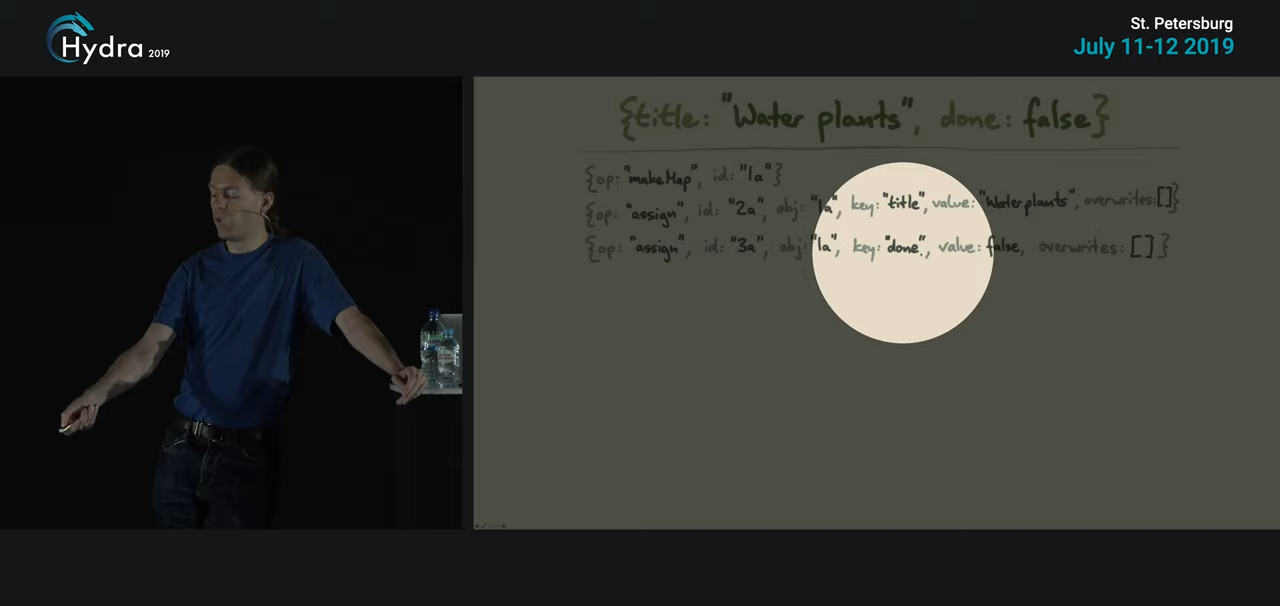 Hydra 2019
St. Petersburg
July 11-12 2019
{title: "Water plants", done: false}
{op: "makeMap", id: "1a"}
{op: "assign", id: "2a", obj: "1a", key: "title", value: "Water plants", overwrites: []}
{op: "assign", id: "3a", obj: "1a", key: "done", value: false, overwrites: []}